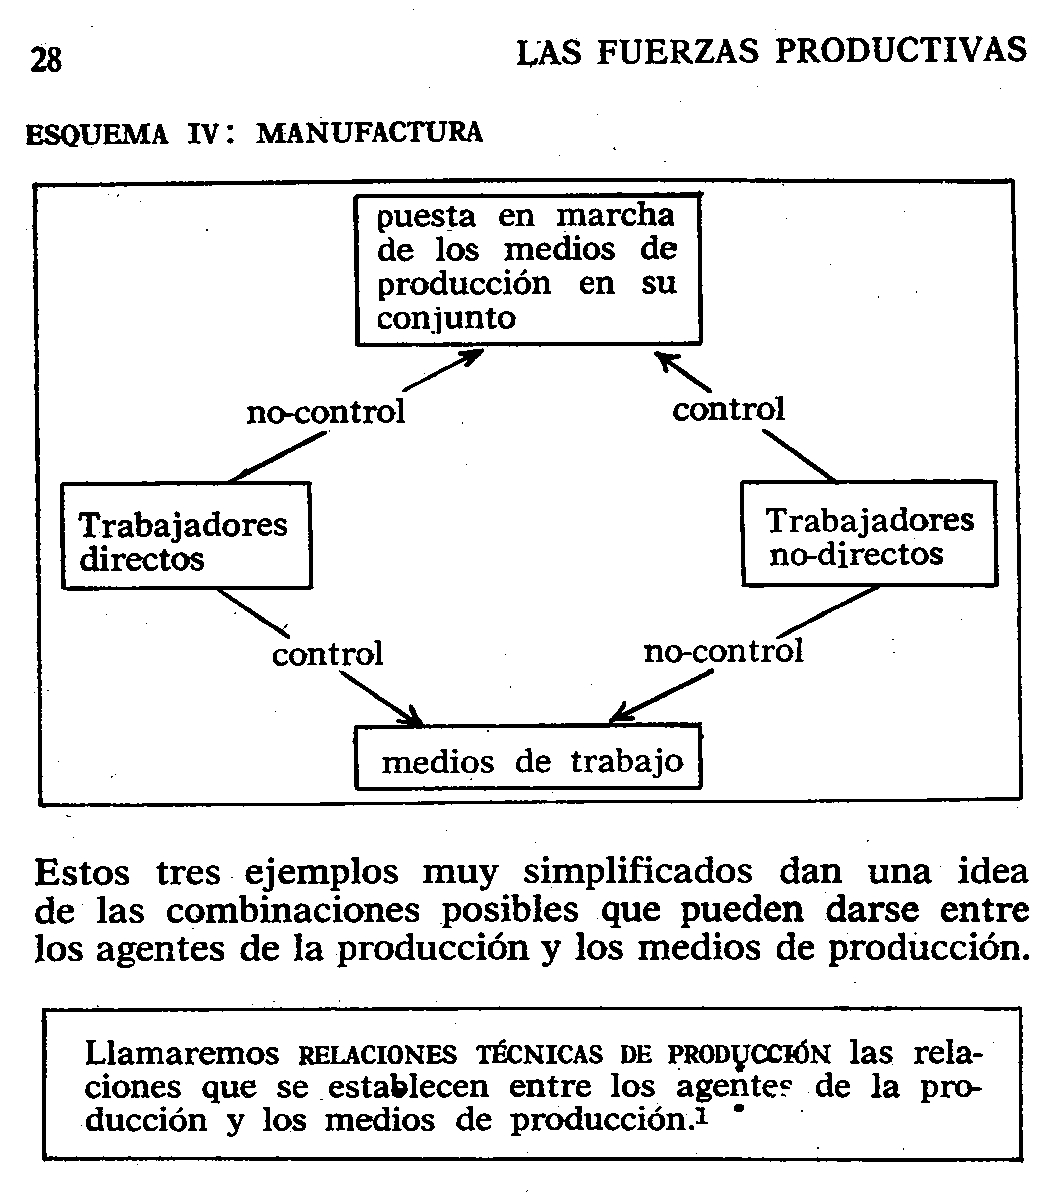 28
LAS FUERZAS PRODUCTIVAS
ESQUEMA IV: MANUFACTURA
puesta en marcha
de los medios de
producción en su
conjunto
no-control
control
Trabajadores
directos
Trabajadores
no-directos
control
no-control
medios de trabajo
Estos tres ejemplos muy simplificados dan una idea
de las combinaciones posibles que pueden darse entre
los agentes de la producción y los medios de producción.
Llamaremos RELACIONES TÉCNICAS DE PRODUCCIÓN las rela-
ciones que se establecen entre los agentes de la pro-
ducción y los medios de producción.1